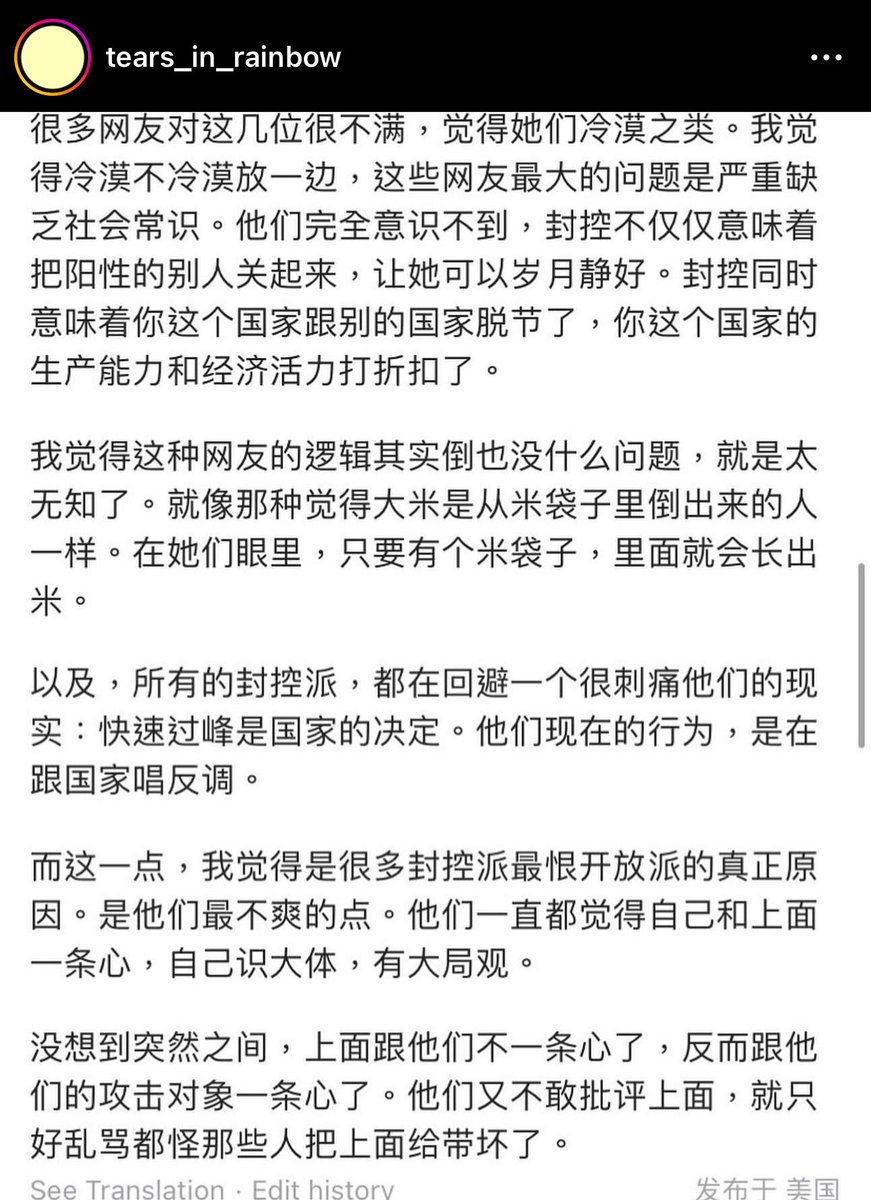 tears_in_rainbow
很多网友对这几位很不满，觉得她们冷漠之类。我觉
得冷漠不冷漠放一边，这些网友最大的问题是严重缺
乏社会常识。他们完全意识不到，封控不仅仅意味着
把阳性的别人关起来，让她可以岁月静好。封控同时
意味着你这个国家跟别的国家脱节了，你这个国家的
生产能力和经济活力打折扣了。
我觉得这种网友的逻辑其实倒也没什么问题，就是太
无知了。就像那种觉得大米是从米袋子里倒出来的人
一样。在她们眼里，只要有个米袋子，里面就会长出
米。
以及，所有的封控派，都在回避一个很刺痛他们的现
实：快速过峰是国家的决定。他们现在的行为，是在
跟国家唱反调。
而这一点，我觉得是很多封控派最恨开放派的真正原
因。是他们最不爽的点。他们一直都觉得自己和上面
一条心，自己识大体，有大局观。
没想到突然之间，上面跟他们不一条心了，反而跟他
们的攻击对象一条心了。他们又不敢批评上面，就只
好乱骂都怪那些人把上面给带坏了。
See Translation · Edit history 发布于 美国